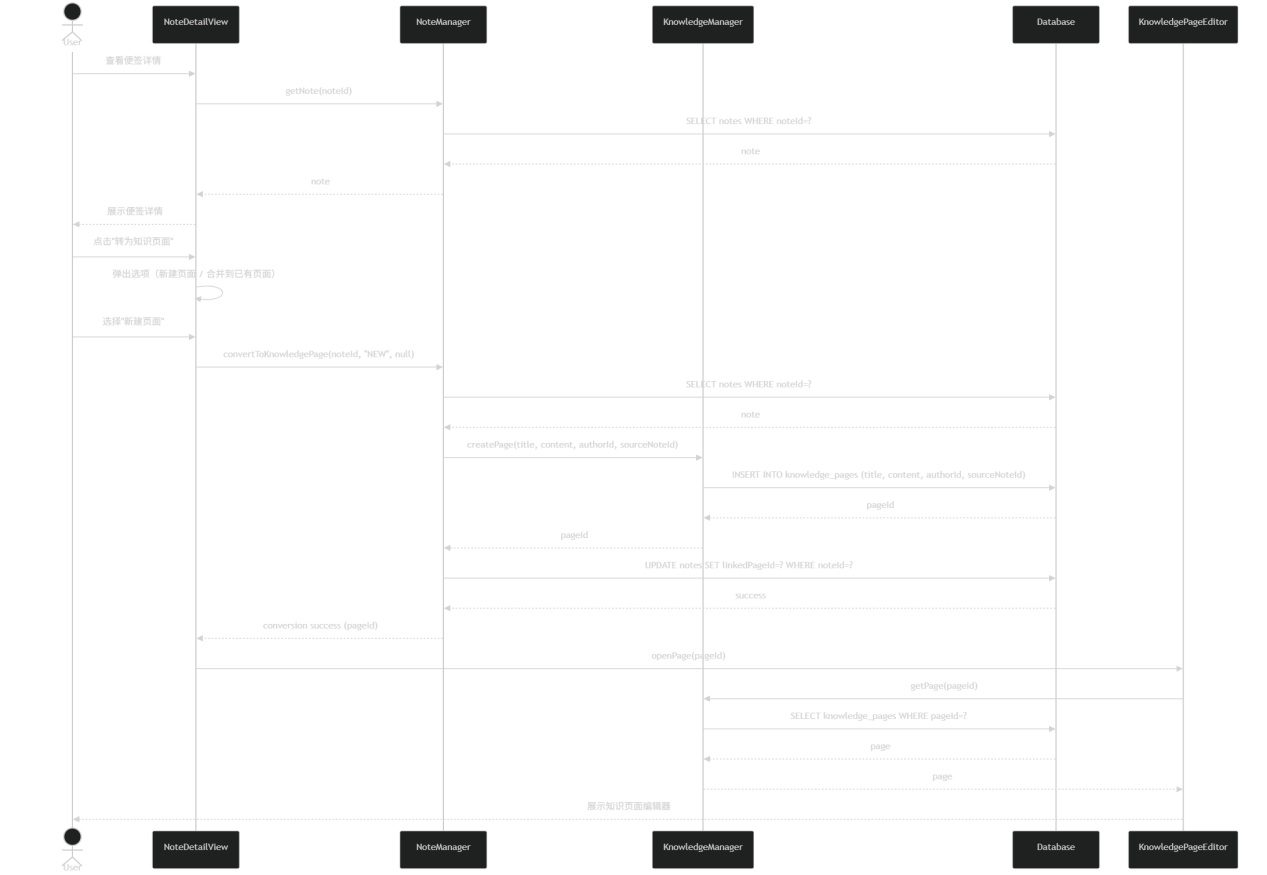 User
NoteDetailView
NoteManager
KnowledgeManager
Database
KnowledgePageEditor
查看便签详情
getNote(noteId)
SELECT notes WHERE noteId=?
note
note
展示便签详情
点击"转为知识页面"
弹出选项（新建页面 / 合并到已有页面）
选择"新建页面"
convertToKnowledgePage(noteId, "NEW", null)
SELECT notes WHERE noteId=?
note
createPage(title, content, authorId, sourceNoteId)
INSERT INTO knowledge_pages (title, content, authorId, sourceNoteId)
pageId
pageId
UPDATE notes SET linkedPageId=? WHERE noteId=?
success
conversion success (pageId)
openPage(pageId)
getPage(pageId)
SELECT knowledge_pages WHERE pageId=?
page
page
展示知识页面编辑器
User
NoteDetailView
NoteManager
KnowledgeManager
Database
KnowledgePageEditor